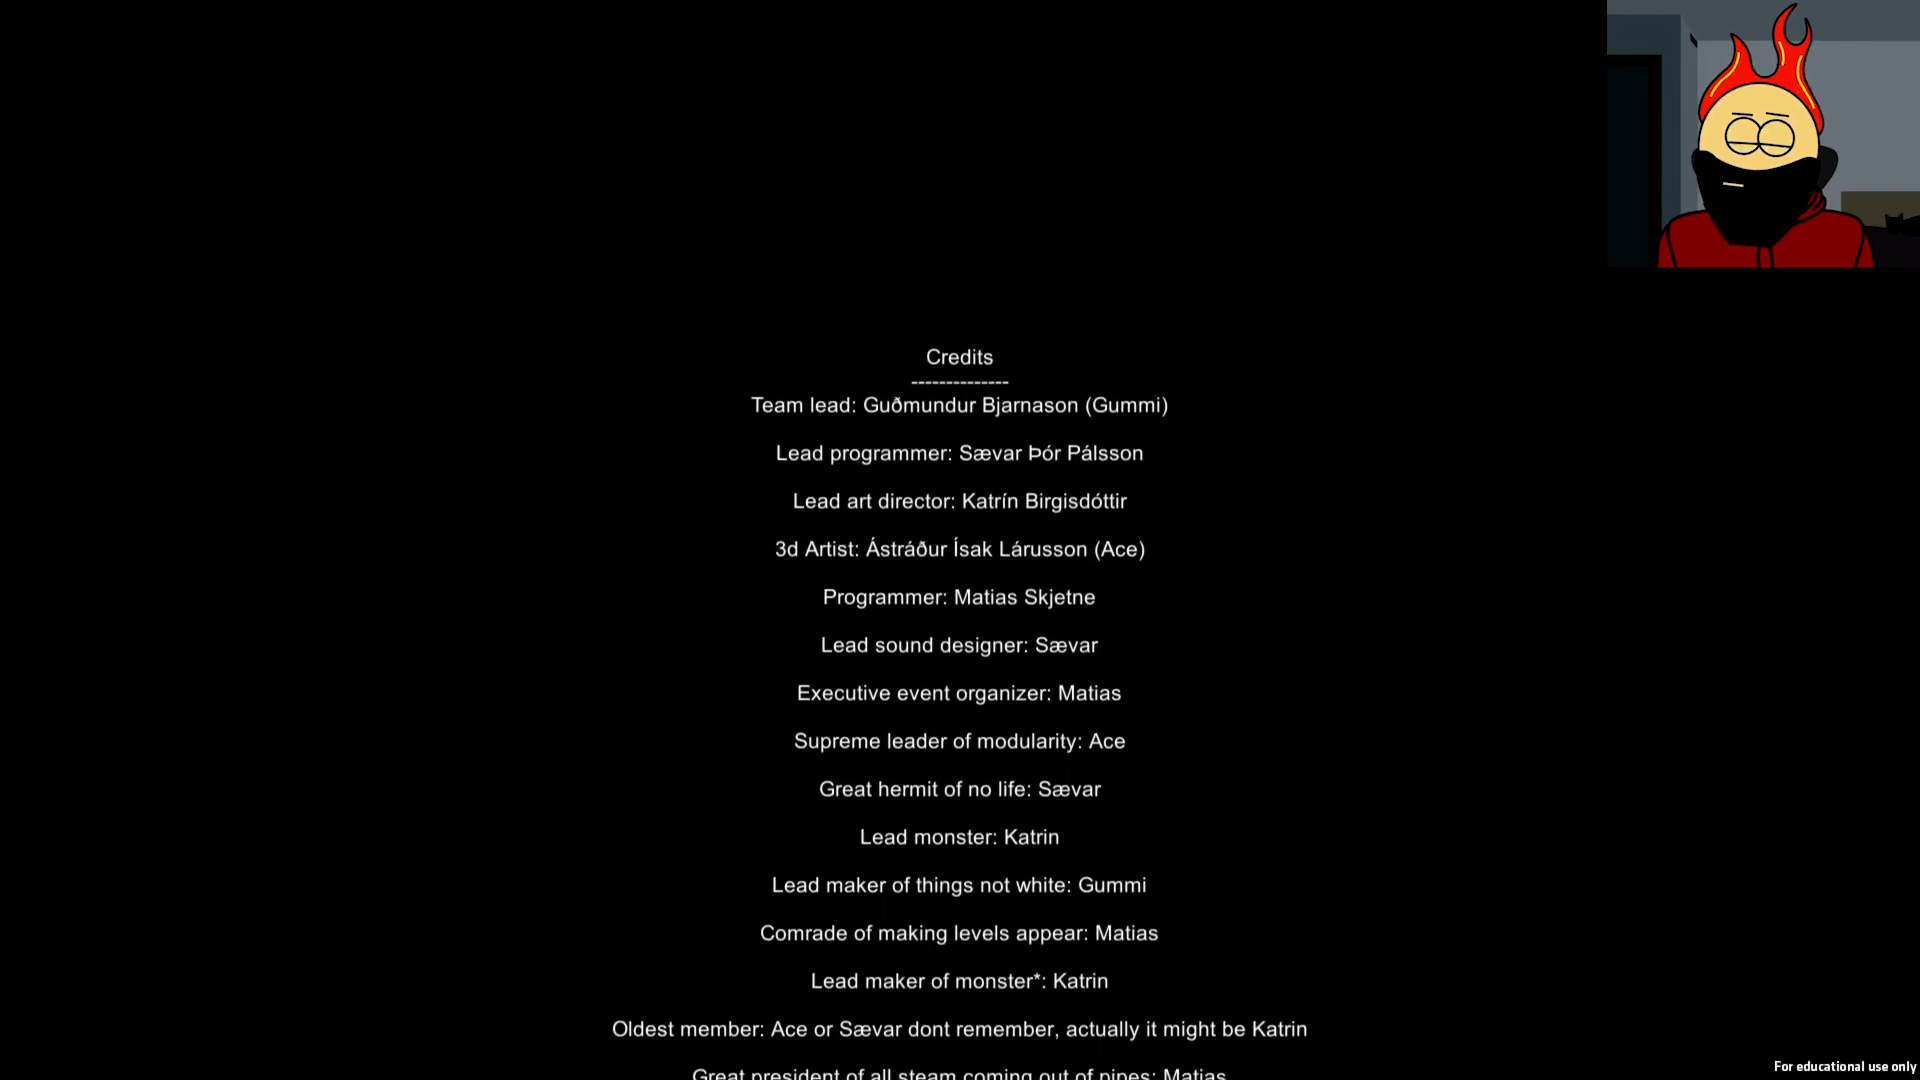 Credits
--------------
Team lead: Guðmundur Bjarnason (Gummi)
Lead programmer: Sævar Þór Pálsson
Lead art director: Katrín Birgisdóttir
3d Artist: Ástráður Ísak Lárusson (Ace)
Programmer: Matias Skjetne
Lead sound designer: Sævar
Executive event organizer: Matias
Supreme leader of modularity: Ace
Great hermit of no life: Sævar
Lead monster: Katrin
Lead maker of things not white: Gummi
Comrade of making levels appear: Matias
Lead maker of monster*: Katrin
Oldest member: Ace or Sævar dont remember, actually it might be Katrin
Great president of all steam coming out of pipes: Matias
For educational use only